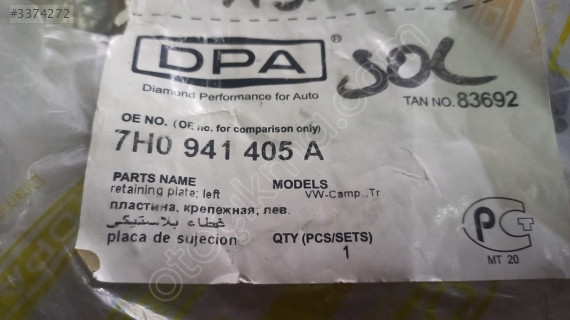 #3374272
DPA®
SOL
Diamond Performance for Auto
TAN NO. 83692
OE NO. (OE no. for comparison only)
7H0 941 405 A
PARTS NAME
MODELS
retaining plate; left
VW-Camp.,Tr
пластина, крепежная; лев.
غطاء بلاستيكي
placa de sujecion
QTY (PCS/SETS)
1
МТ 20